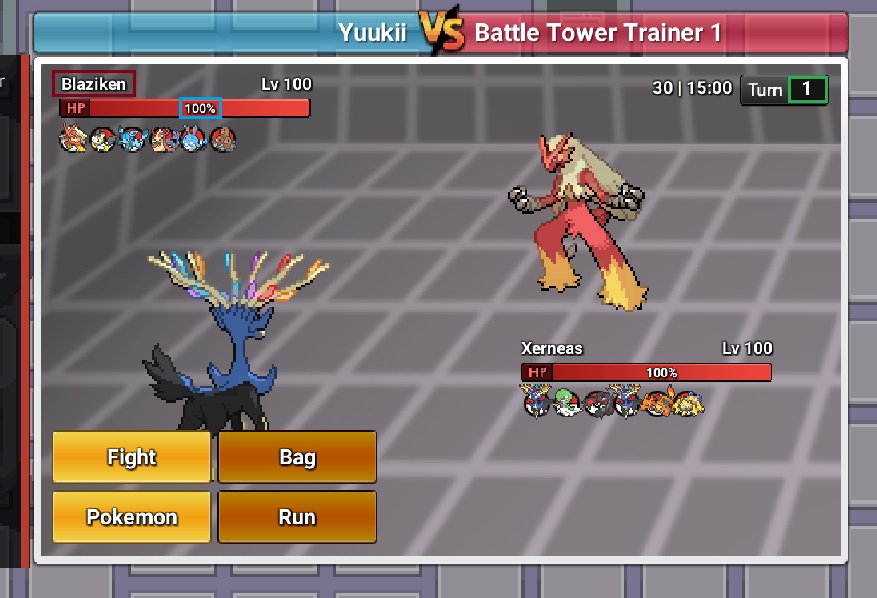 Yuukii VS Battle Tower Trainer 1
Blaziken Lv 100
HP 100%
30 | 15:00 Turn 1
Xerneas Lv 100
HP 100%
Fight Bag
Pokemon Run